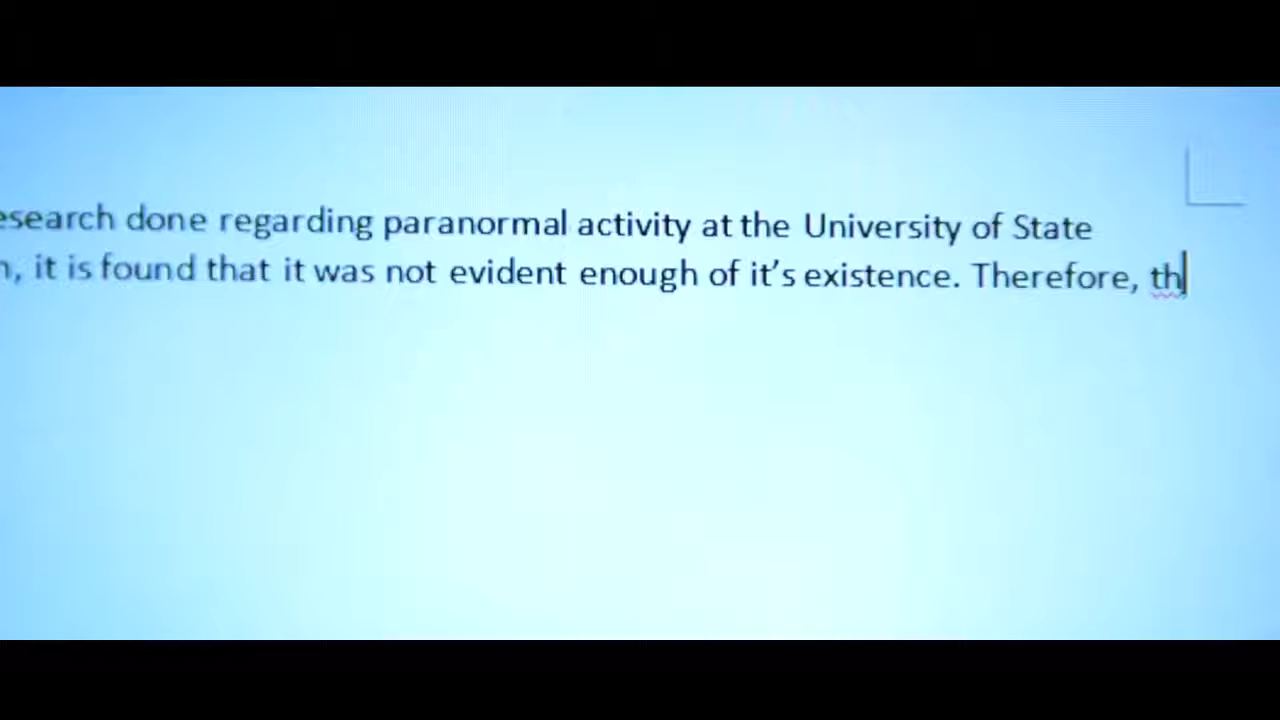 esearch done regarding paranormal activity at the University of State
n, it is found that it was not evident enough of it's existence. Therefore, th